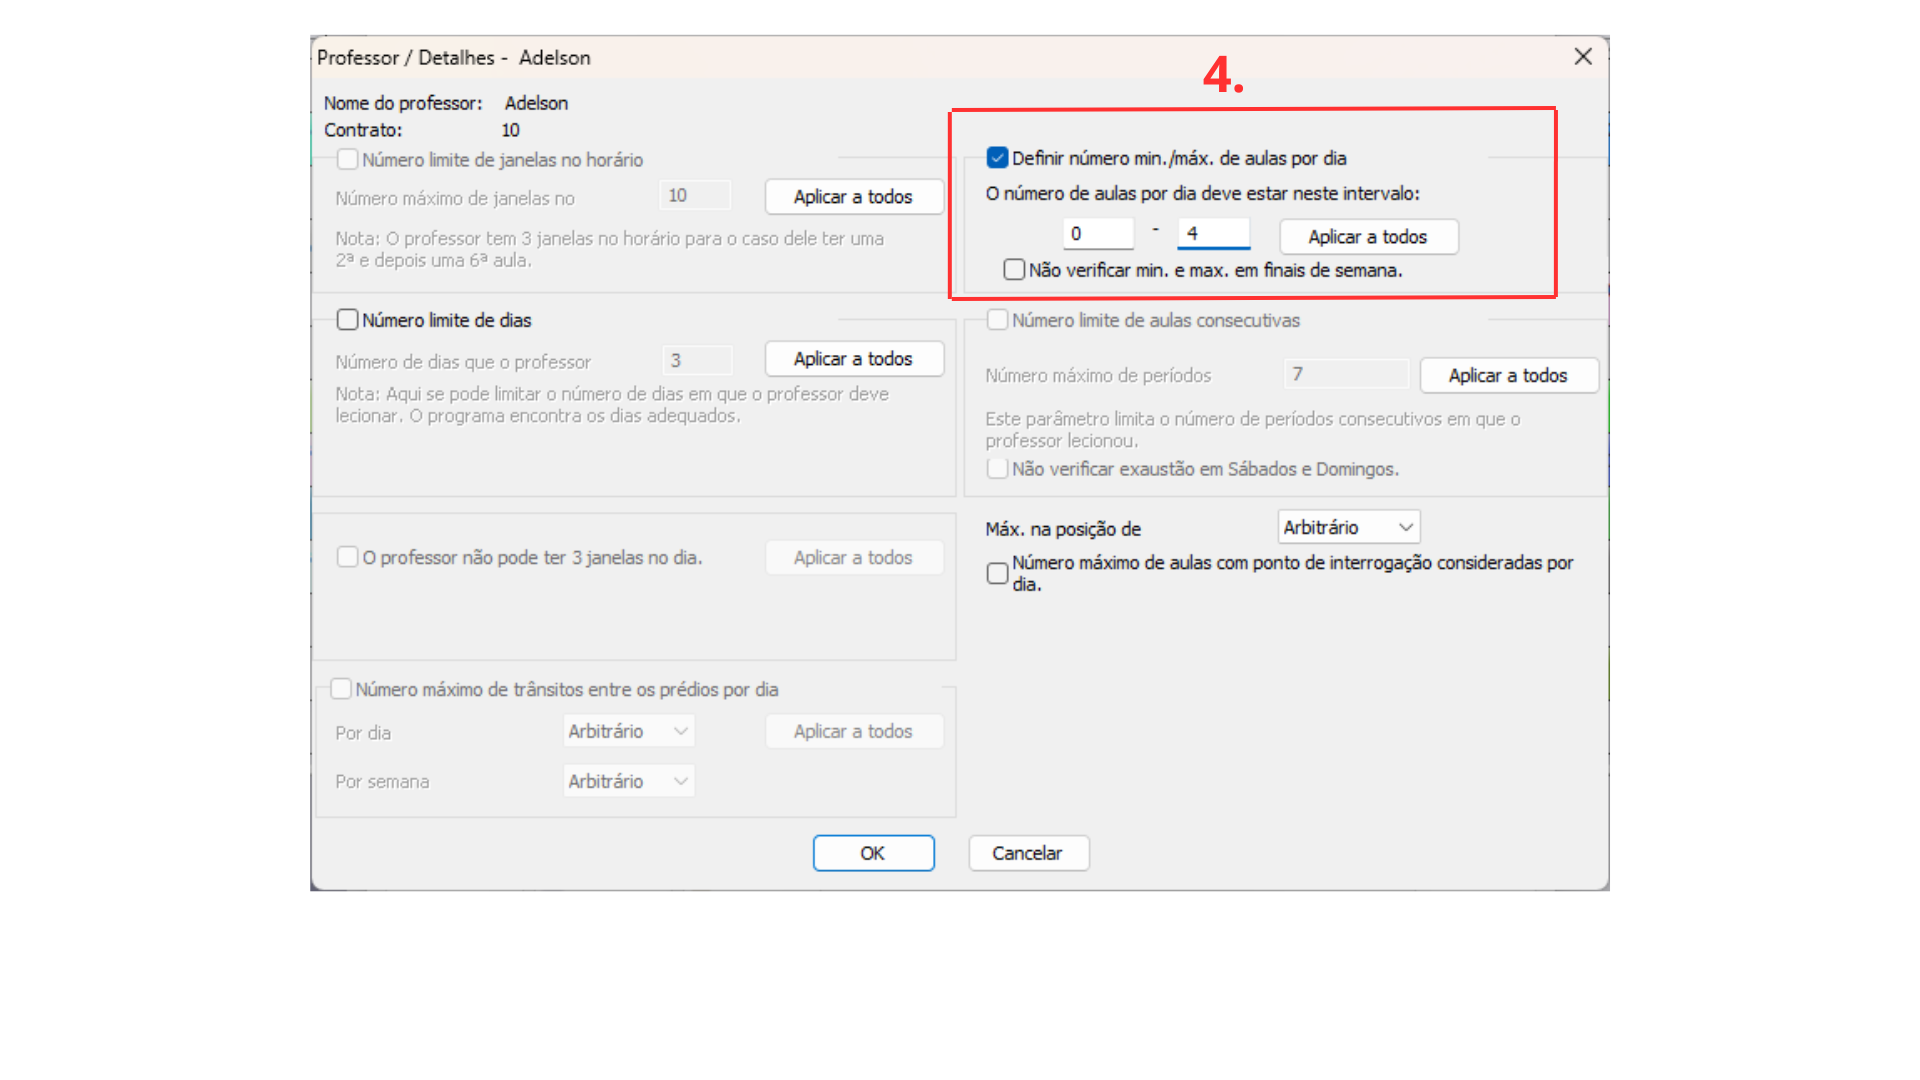 Professor / Detalhes -  Adelson
4.
Nome do professor: Adelson
Contrato: 10
Número limite de janelas no horário
Número máximo de janelas no 10 Aplicar a todos
Nota: O professor tem 3 janelas no horário para o caso dele ter uma
2ª e depois uma 6ª aula.
Definir número min./máx. de aulas por dia
O número de aulas por dia deve estar neste intervalo:
0 - 4 Aplicar a todos
Não verificar min. e max. em finais de semana.
Número limite de dias
Número de dias que o professor 3 Aplicar a todos
Nota: Aqui se pode limitar o número de dias em que o professor deve
lecionar. O programa encontra os dias adequados.
Número limite de aulas consecutivas
Número máximo de períodos 7 Aplicar a todos
Este parâmetro limita o número de períodos consecutivos em que o
professor lecionou.
Não verificar exaustão em Sábados e Domingos.
O professor não pode ter 3 janelas no dia. Aplicar a todos
Máx. na posição de Arbitrário
Número máximo de aulas com ponto de interrogação consideradas por
dia.
Número máximo de trânsitos entre os prédios por dia
Por dia Arbitrário Aplicar a todos
Por semana Arbitrário
OK Cancelar